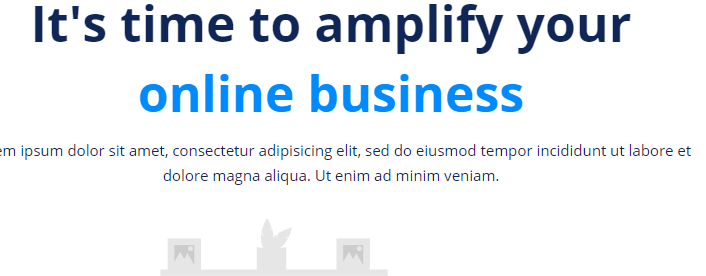 It's time to amplify your
online business
em ipsum dolor sit amet, consectetur adipisicing elit, sed do eiusmod tempor incididunt ut labore et
dolore magna aliqua. Ut enim ad minim veniam.